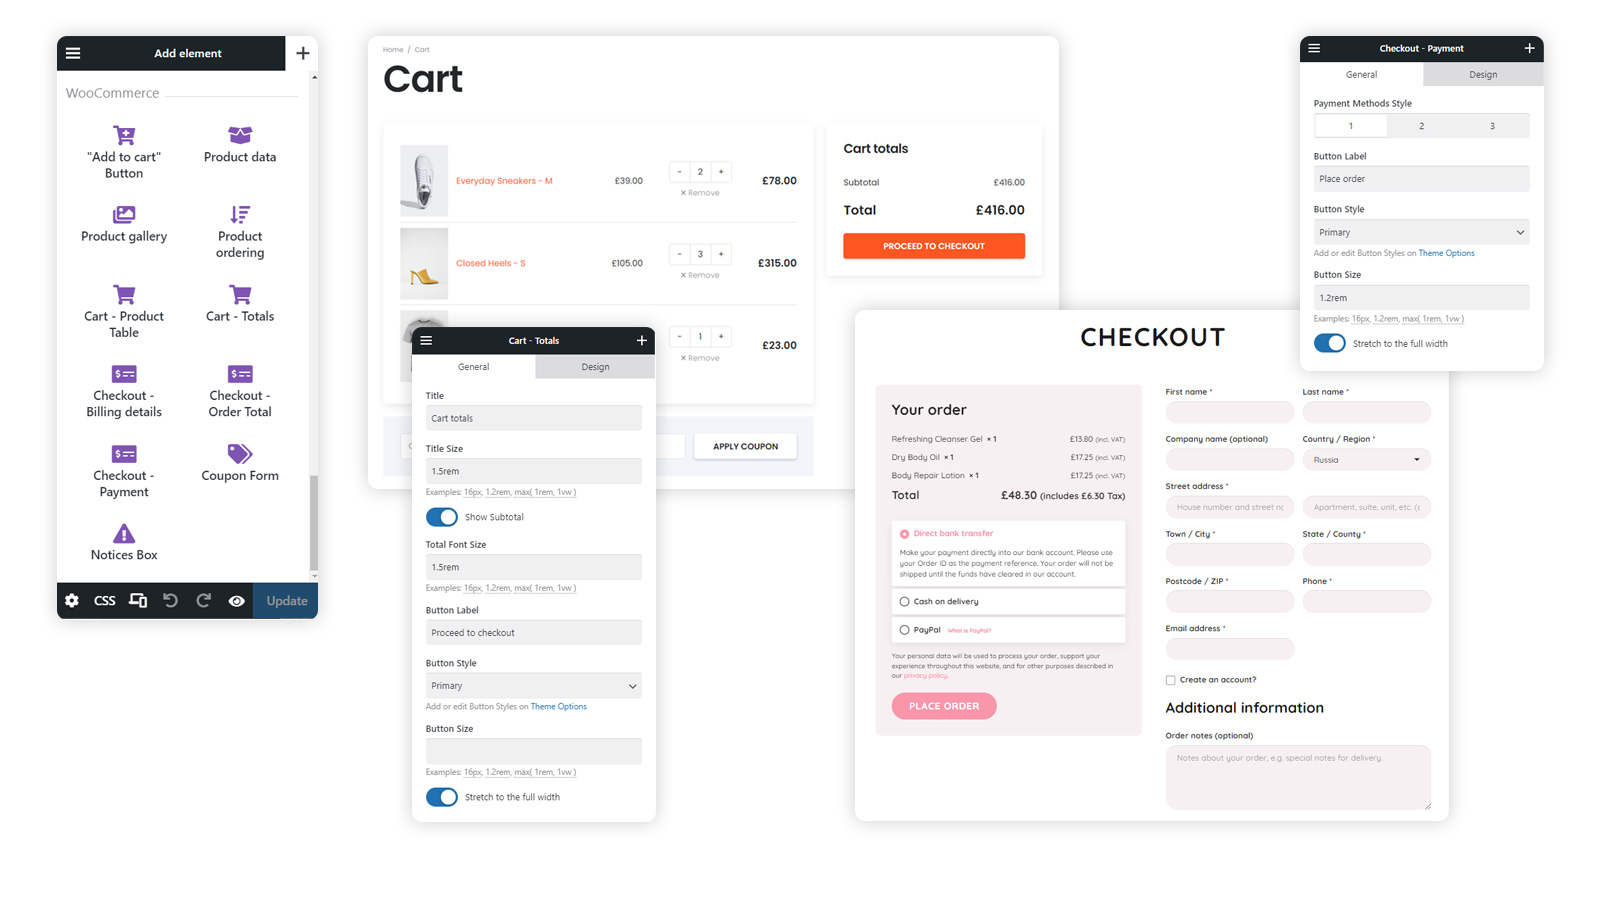 Add element
WooCommerce
"Add to cart"
Button
Product data
Product gallery
Product
ordering
Cart - Product
Table
Cart - Totals
Checkout -
Billing details
Checkout -
Order Total
Checkout -
Payment
Coupon Form
Notices Box
CSS
Update
Home / Cart
Cart
Everyday Sneakers - M
£39.00
- 2 +
× Remove
£78.00
Closed Heels - S
£105.00
- 3 +
× Remove
£315.00
- 1 +
× Remove
£23.00
APPLY COUPON
Cart totals
Subtotal £416.00
Total £416.00
PROCEED TO CHECKOUT
Cart - Totals
General Design
Title
Cart totals
Title Size
1.5rem
Examples: 16px, 1.2rem, max( 1rem, 1vw )
Show Subtotal
Total Font Size
1.5rem
Examples: 16px, 1.2rem, max( 1rem, 1vw )
Button Label
Proceed to checkout
Button Style
Primary
Add or edit Button Styles on Theme Options
Button Size
Examples: 16px, 1.2rem, max( 1rem, 1vw )
Stretch to the full width
CHECKOUT
Your order
Refreshing Cleanser Gel × 1 £13.80 (incl. VAT)
Dry Body Oil × 1 £17.25 (incl. VAT)
Body Repair Lotion × 1 £17.25 (incl. VAT)
Total £48.30 (includes £6.30 Tax)
Direct bank transfer
Make your payment directly into our bank account. Please use
your Order ID as the payment reference. Your order will not be
shipped until the funds have cleared in our account.
Cash on delivery
PayPal What is PayPal?
Your personal data will be used to process your order, support your
experience throughout this website, and for other purposes described in
our privacy policy.
PLACE ORDER
First name * Last name *
Company name (optional) Country / Region *
Russia
Street address *
House number and street nc Apartment, suite, unit, etc. (c
Town / City * State / County *
Postcode / ZIP * Phone *
Email address *
Create an account?
Additional information
Order notes (optional)
Notes about your order, e.g. special notes for delivery.
Checkout - Payment
General Design
Payment Methods Style
1 2 3
Button Label
Place order
Button Style
Primary
Add or edit Button Styles on Theme Options
Button Size
1.2rem
Examples: 16px, 1.2rem, max( 1rem, 1vw )
Stretch to the full width